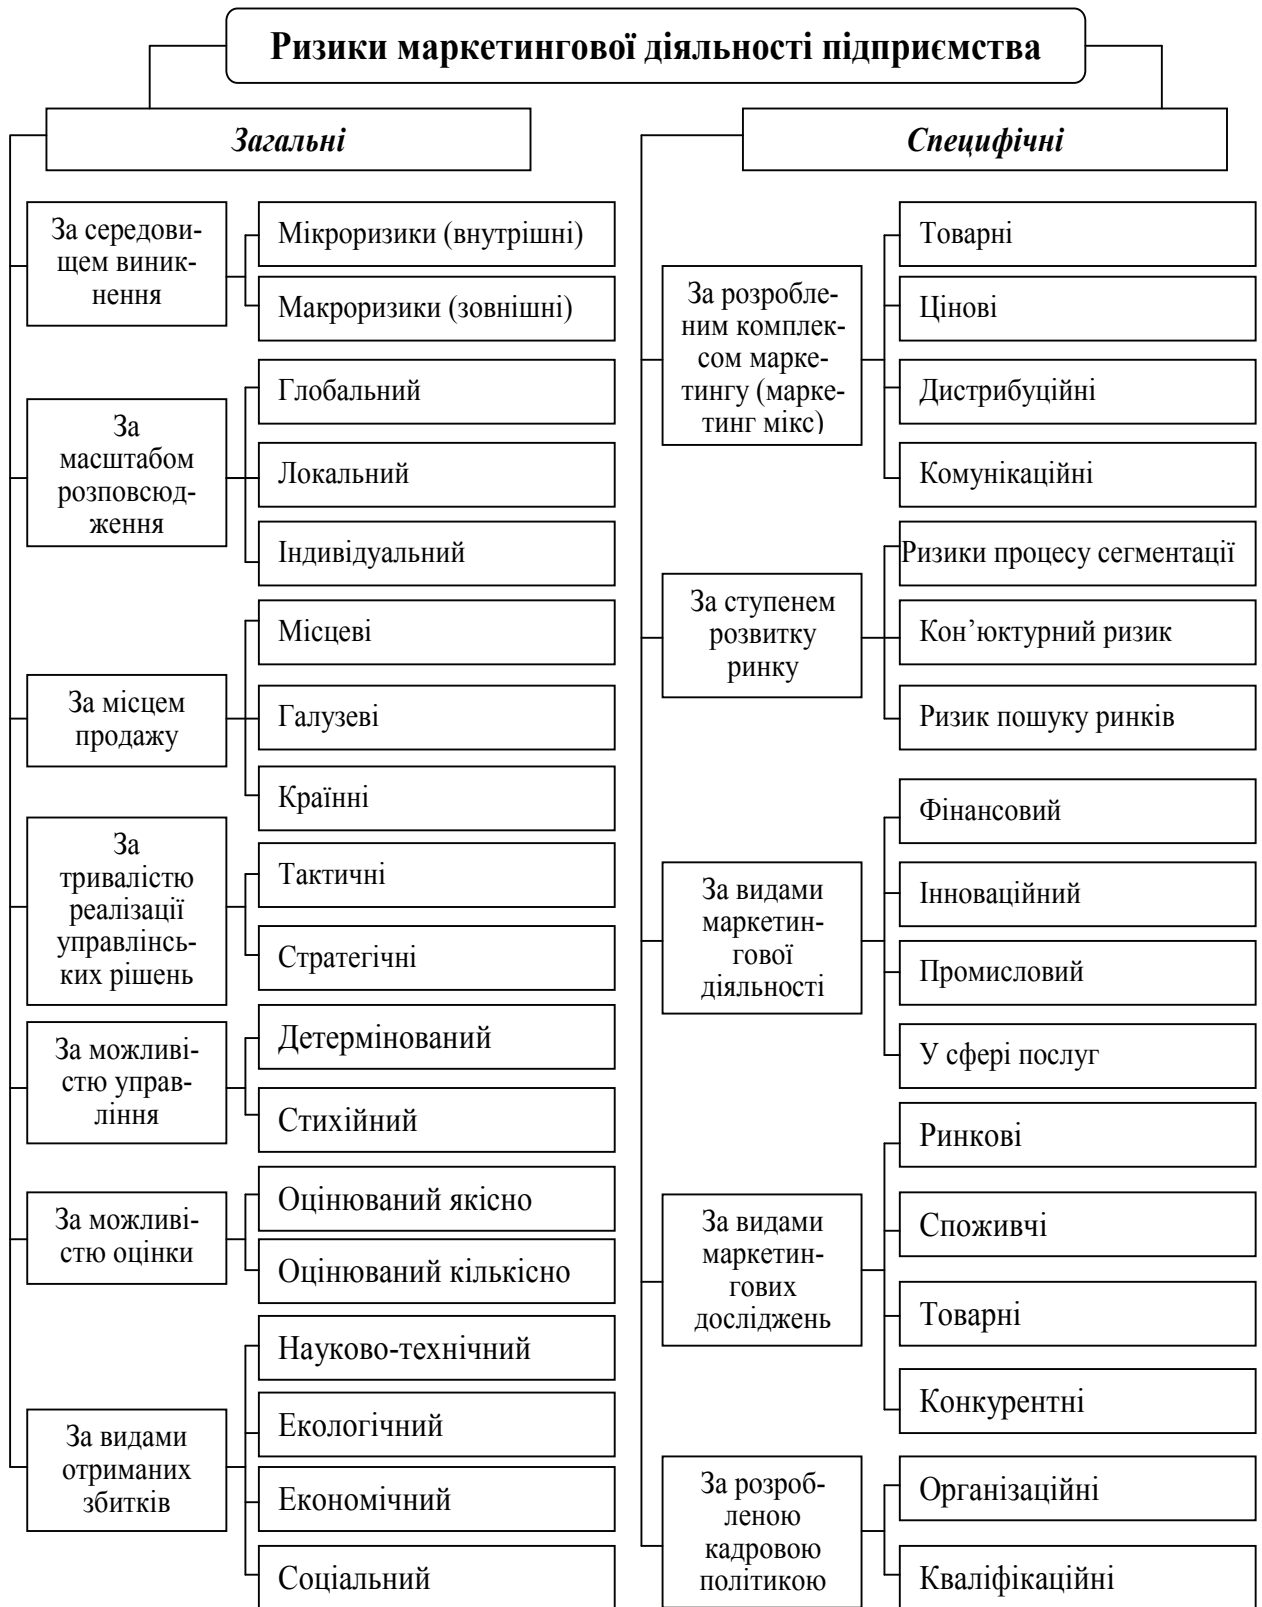 Ризики маркетингової діяльності підприємства
Загальні
За середови-
щем виник-
нення
Мікроризики (внутрішні)
Макроризики (зовнішні)
За
масштабом
розповсюд-
ження
Глобальний
Локальний
Індивідуальний
За місцем
продажу
Місцеві
Галузеві
Країнні
За
тривалістю
реалізації
управлінсь-
ких рішень
Тактичні
Стратегічні
За можливі-
стю управ-
ління
Детермінований
Стихійний
За можливі-
стю оцінки
Оцінюваний якісно
Оцінюваний кількісно
За видами
отриманих
збитків
Науково-технічний
Екологічний
Економічний
Соціальний
Специфічні
За розробле-
ним комплек-
сом марке-
тингу (марке-
тинг мікс)
Товарні
Цінові
Дистрибуційні
Комунікаційні
За ступенем
розвитку
ринку
Ризики процесу сегментації
Кон’юктурний ризик
Ризик пошуку ринків
За видами
маркетин-
гової
діяльності
Фінансовий
Інноваційний
Промисловий
У сфері послуг
За видами
маркетин-
гових
досліджень
Ринкові
Споживчі
Товарні
Конкурентні
За розроб-
леною
кадровою
політикою
Організаційні
Кваліфікаційні